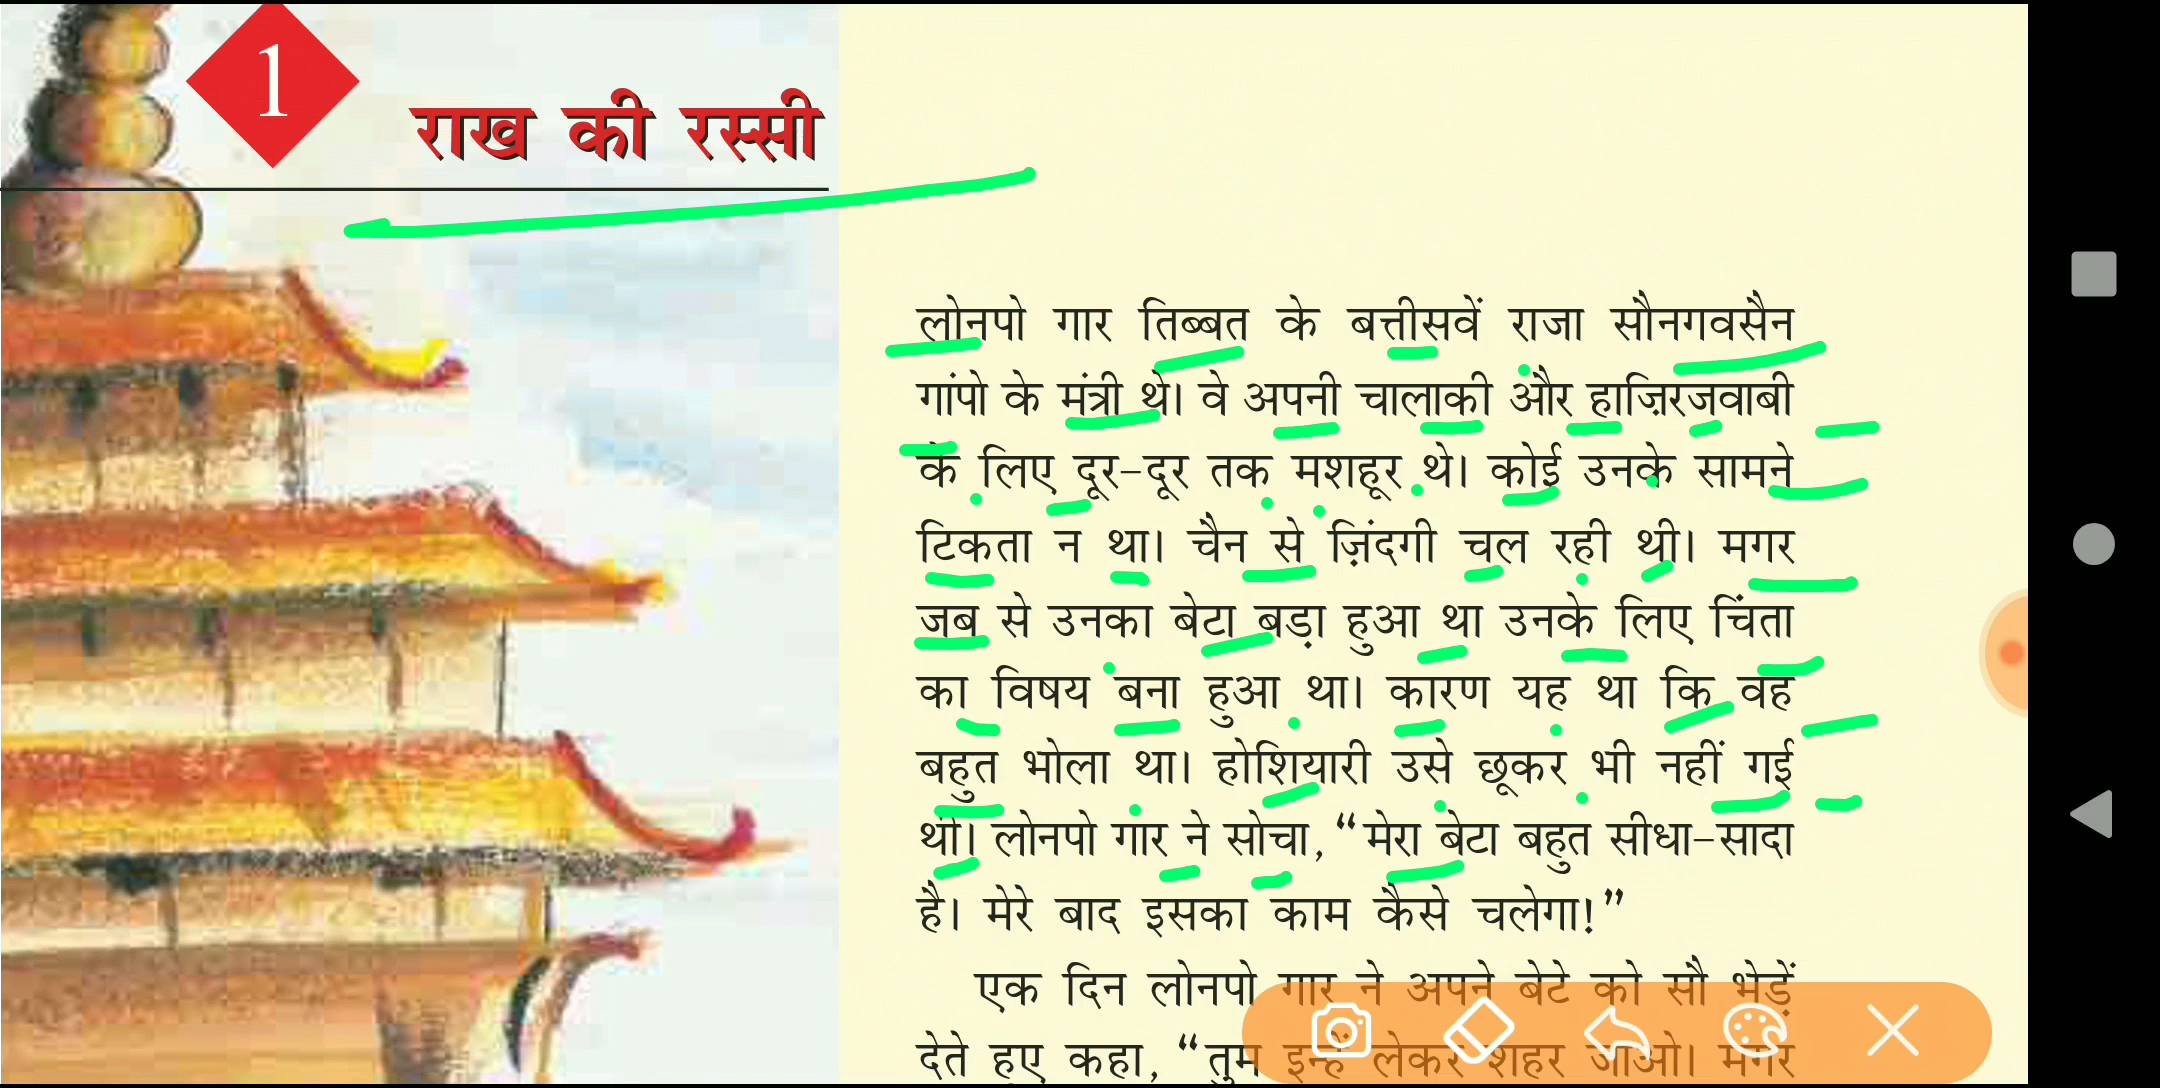 1
राख की रस्सी
लोनपो गार तिब्बत के बत्तीसवें राजा सौनगवसैन
गांपो के मंत्री थे। वे अपनी चालाकी और हाज़िरजवाबी
के लिए दूर-दूर तक मशहूर थे। कोई उनके सामने
टिकता न था। चैन से ज़िंदगी चल रही थी। मगर
जब से उनका बेटा बड़ा हुआ था उनके लिए चिंता
का विषय बना हुआ था। कारण यह था कि वह
बहुत भोला था। होशियारी उसे छूकर भी नहीं गई
थी। लोनपो गार ने सोचा, “मेरा बेटा बहुत सीधा-सादा
है। मेरे बाद इसका काम कैसे चलेगा!”
एक दिन लोनपो गार ने अपने बेटे को सौ भेड़ें
देते हुए कहा, “तुम इन्हें लेकर शहर जाओ। मगर